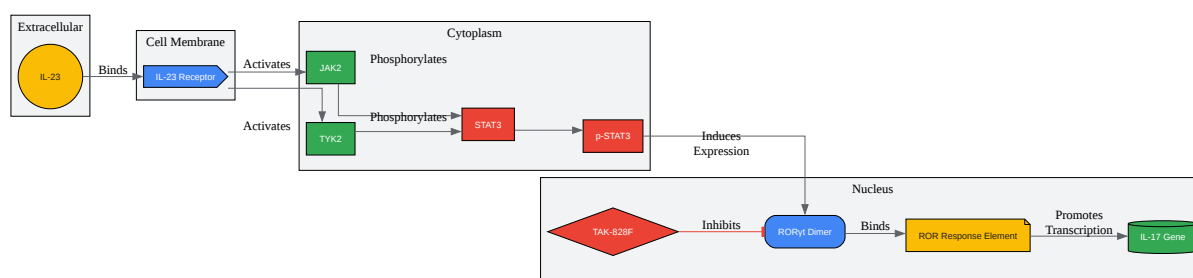 Extracellular
IL-23
Binds
Cell Membrane
IL-23 Receptor
Activates
Activates
Cytoplasm
JAK2
Phosphorylates
TYK2
Phosphorylates
STAT3
p-STAT3
Induces
Expression
Nucleus
TAK-828F
Inhibits
RORyt Dimer
Binds
ROR Response Element
Promotes
Transcription
IL-17 Gene